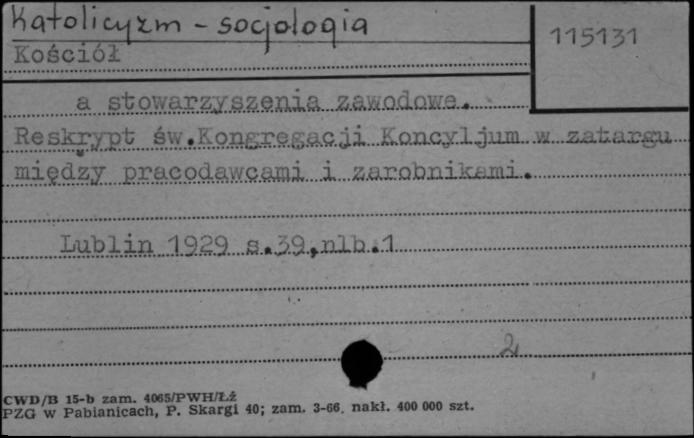 Katolicyzm - socjologia
115131
Kościół
a stowarzyszenia zawodowe.
Reskrypt św.Kongregacji Koncyljum w zatargu
między pracodawcami i zarobnikami.
Lublin 1929 s.39,nlb.1
2
CWD/B 15-b zam. 4065/PWH/Łź
PZG w Pabianicach, P. Skargi 40; zam. 3-66. nakł. 400 000 szt.